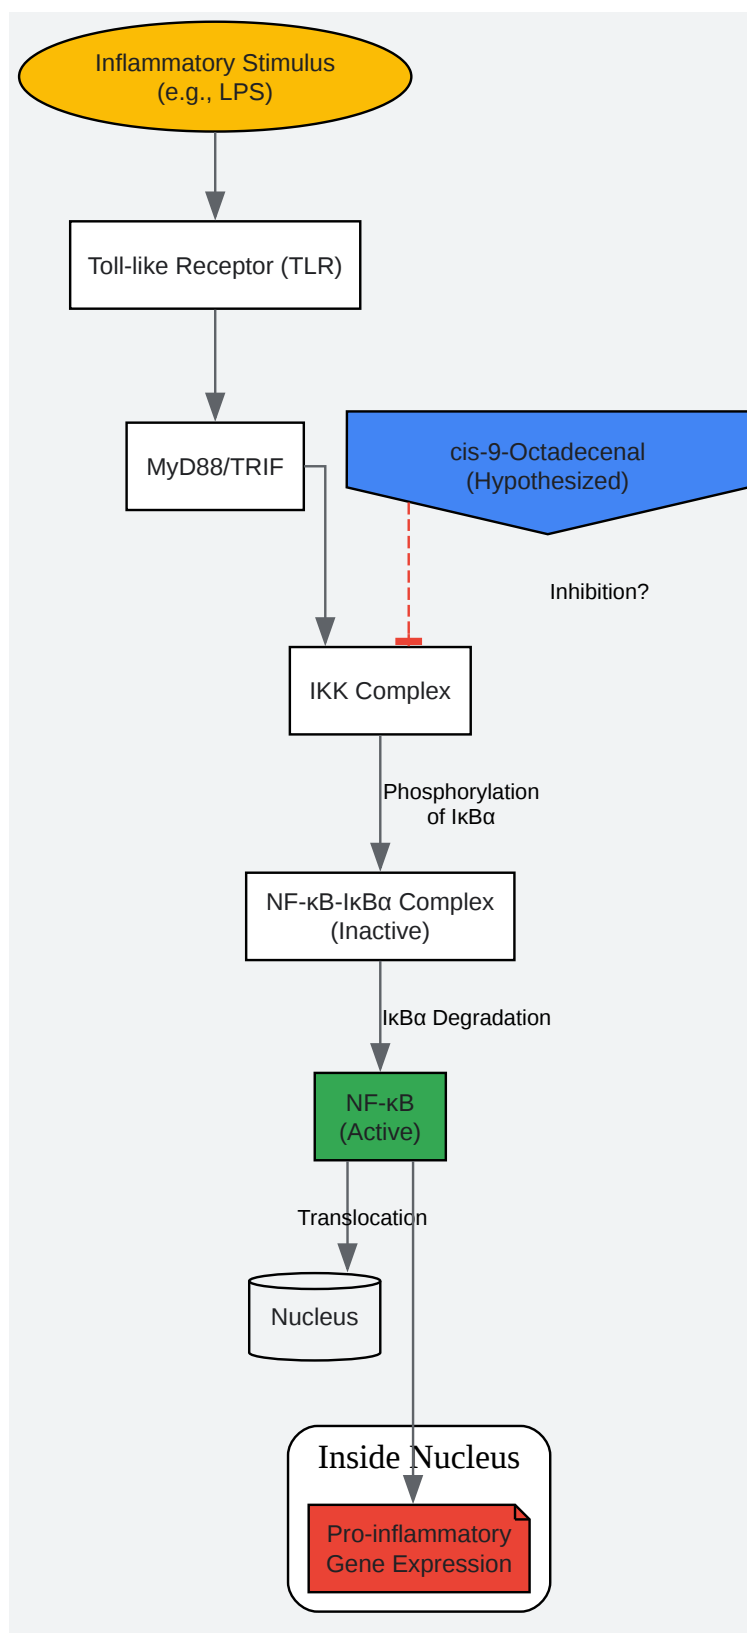 Inflammatory Stimulus
(e.g., LPS)
Toll-like Receptor (TLR)
MyD88/TRIF
cis-9-Octadecenal
(Hypothesized)
Inhibition?
IKK Complex
Phosphorylation
of IκBα
NF-κB-IκBα Complex
(Inactive)
IκBα Degradation
NF-κB
(Active)
Translocation
Nucleus
Inside Nucleus
Pro-inflammatory
Gene Expression